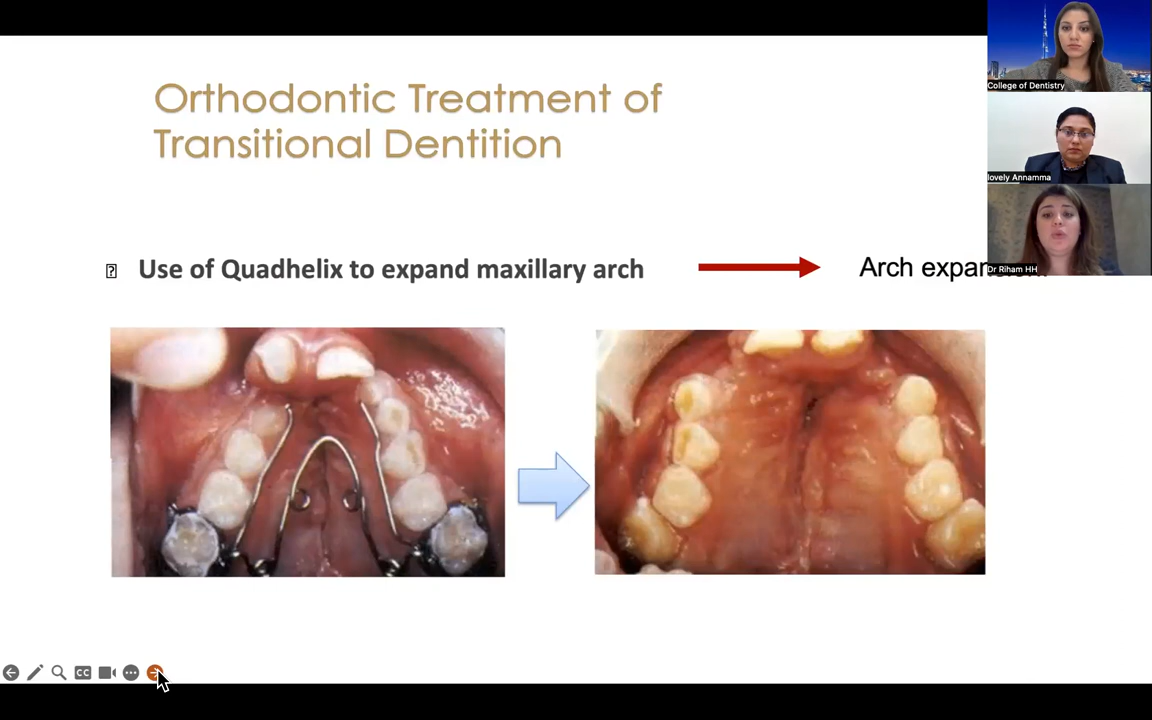 Orthodontic Treatment of
Transitional Dentition
Use of Quadhelix to expand maxillary arch
Arch
College of Dentistry
lovely Annamma
Dr Riham HH
CC